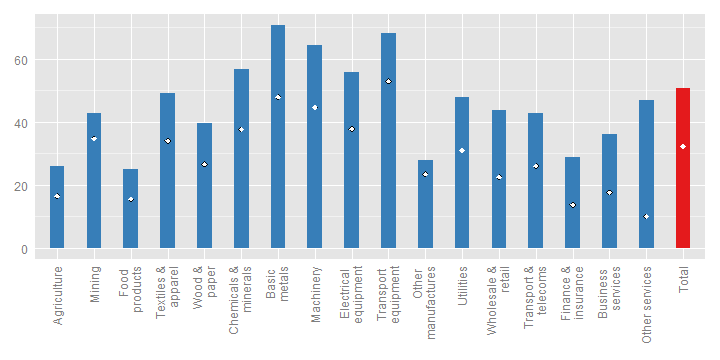 60
40
20
0
Agriculture
Mining
Food
products
Textiles &
apparel
Wood &
paper
Chemicals &
minerals
Basic
metals
Machinery
Electrical
equipment
Transport
equipment
Other
manufactures
Utilities
Wholesale &
retail
Transport &
telecoms
Finance &
insurance
Business
services
Other services
Total